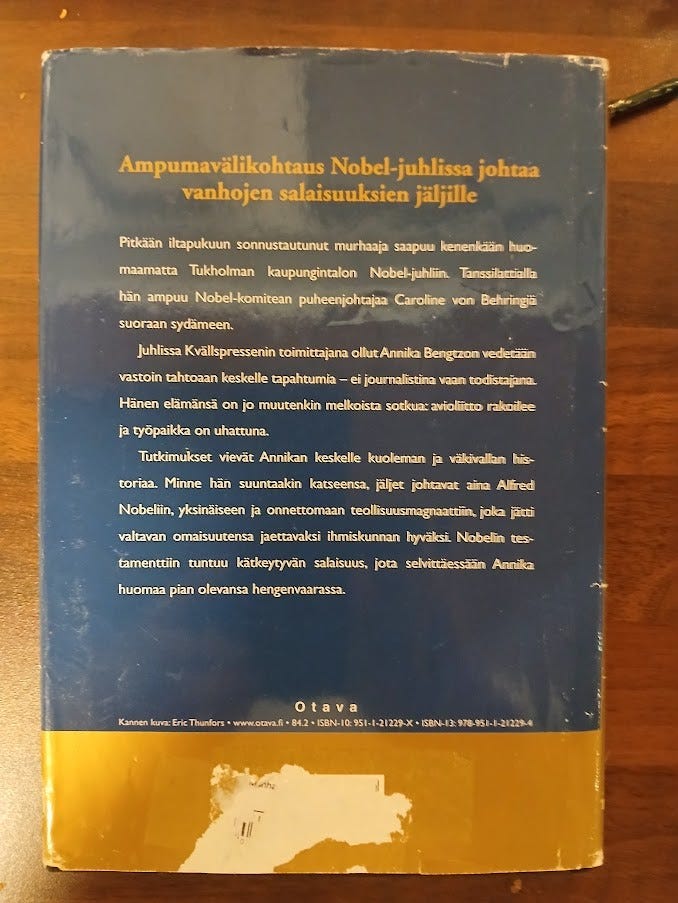 Ampumavälikohtaus Nobel-juhlissa johtaa
vanhojen salaisuuksien jäljille
Pitkään iltapukuun sonnustautunut murhaaja saapuu kenenkään huo-
maamatta Tukholman kaupungintalon Nobel-juhliin. Tanssilattialla
hän ampuu Nobel-komitean puheenjohtajaa Caroline von Behringiä
suoraan sydämeen.
Juhlissa Kvällspressenin toimittajana ollut Annika Bengtzon vedetään
vastoin tahtoaan keskelle tapahtumia – ei journalistina vaan todistajana.
Hänen elämänsä on jo muutenkin melkoista sotkua: avioliitto rakoilee
ja työpaikka on uhattuna.
Tutkimukset vievät Annikan keskelle kuoleman ja väkivallan his-
toriaa. Minne hän suuntaakin katseensa, jäljet johtavat aina Alfred
Nobeliin, yksinäiseen ja onnettomaan teollisuusmagnaattiin, joka jätti
valtavan omaisuutensa jaettavaksi ihmiskunnan hyväksi. Nobelin tes-
tamenttiin tuntuu kätkeytyvän salaisuus, jota selvittäessään Annika
huomaa pian olevansa hengenvaarassa.
Otava
Kannen kuva: Eric Thunfors • www.otava.fi • 84.2 • ISBN-10: 951-1-21229-X • ISBN-13: 978-951-1-21229-4